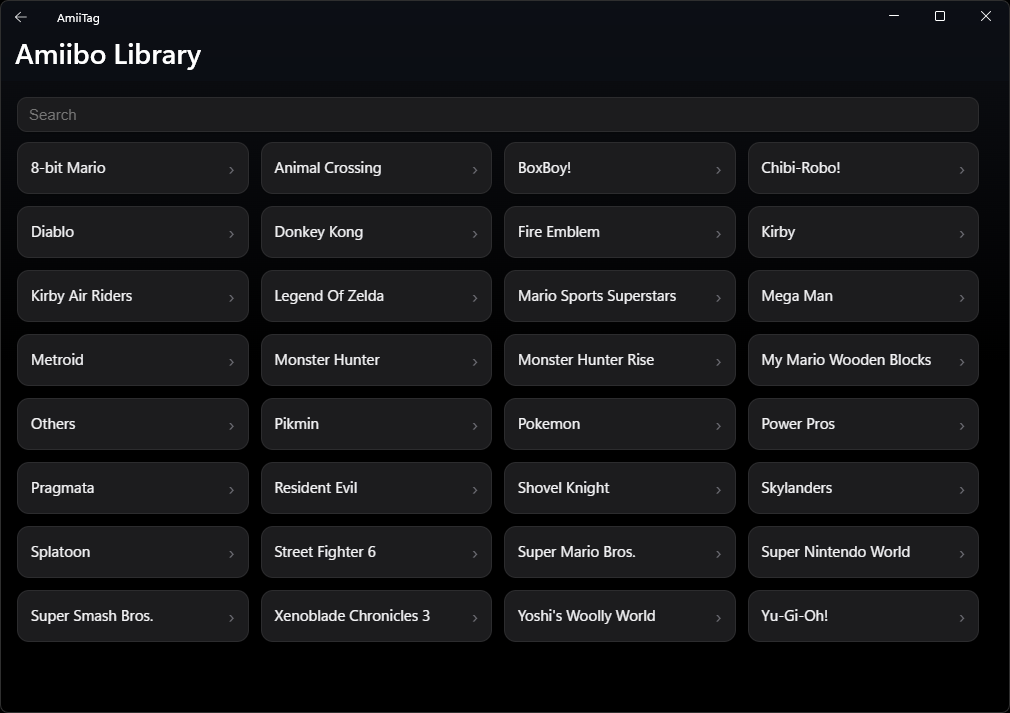 AmiiTag
Amiibo Library
Search
8-bit Mario
Animal Crossing
BoxBoy!
Chibi-Robo!
Diablo
Donkey Kong
Fire Emblem
Kirby
Kirby Air Riders
Legend Of Zelda
Mario Sports Superstars
Mega Man
Metroid
Monster Hunter
Monster Hunter Rise
My Mario Wooden Blocks
Others
Pikmin
Pokemon
Power Pros
Pragmata
Resident Evil
Shovel Knight
Skylanders
Splatoon
Street Fighter 6
Super Mario Bros.
Super Nintendo World
Super Smash Bros.
Xenoblade Chronicles 3
Yoshi's Woolly World
Yu-Gi-Oh!